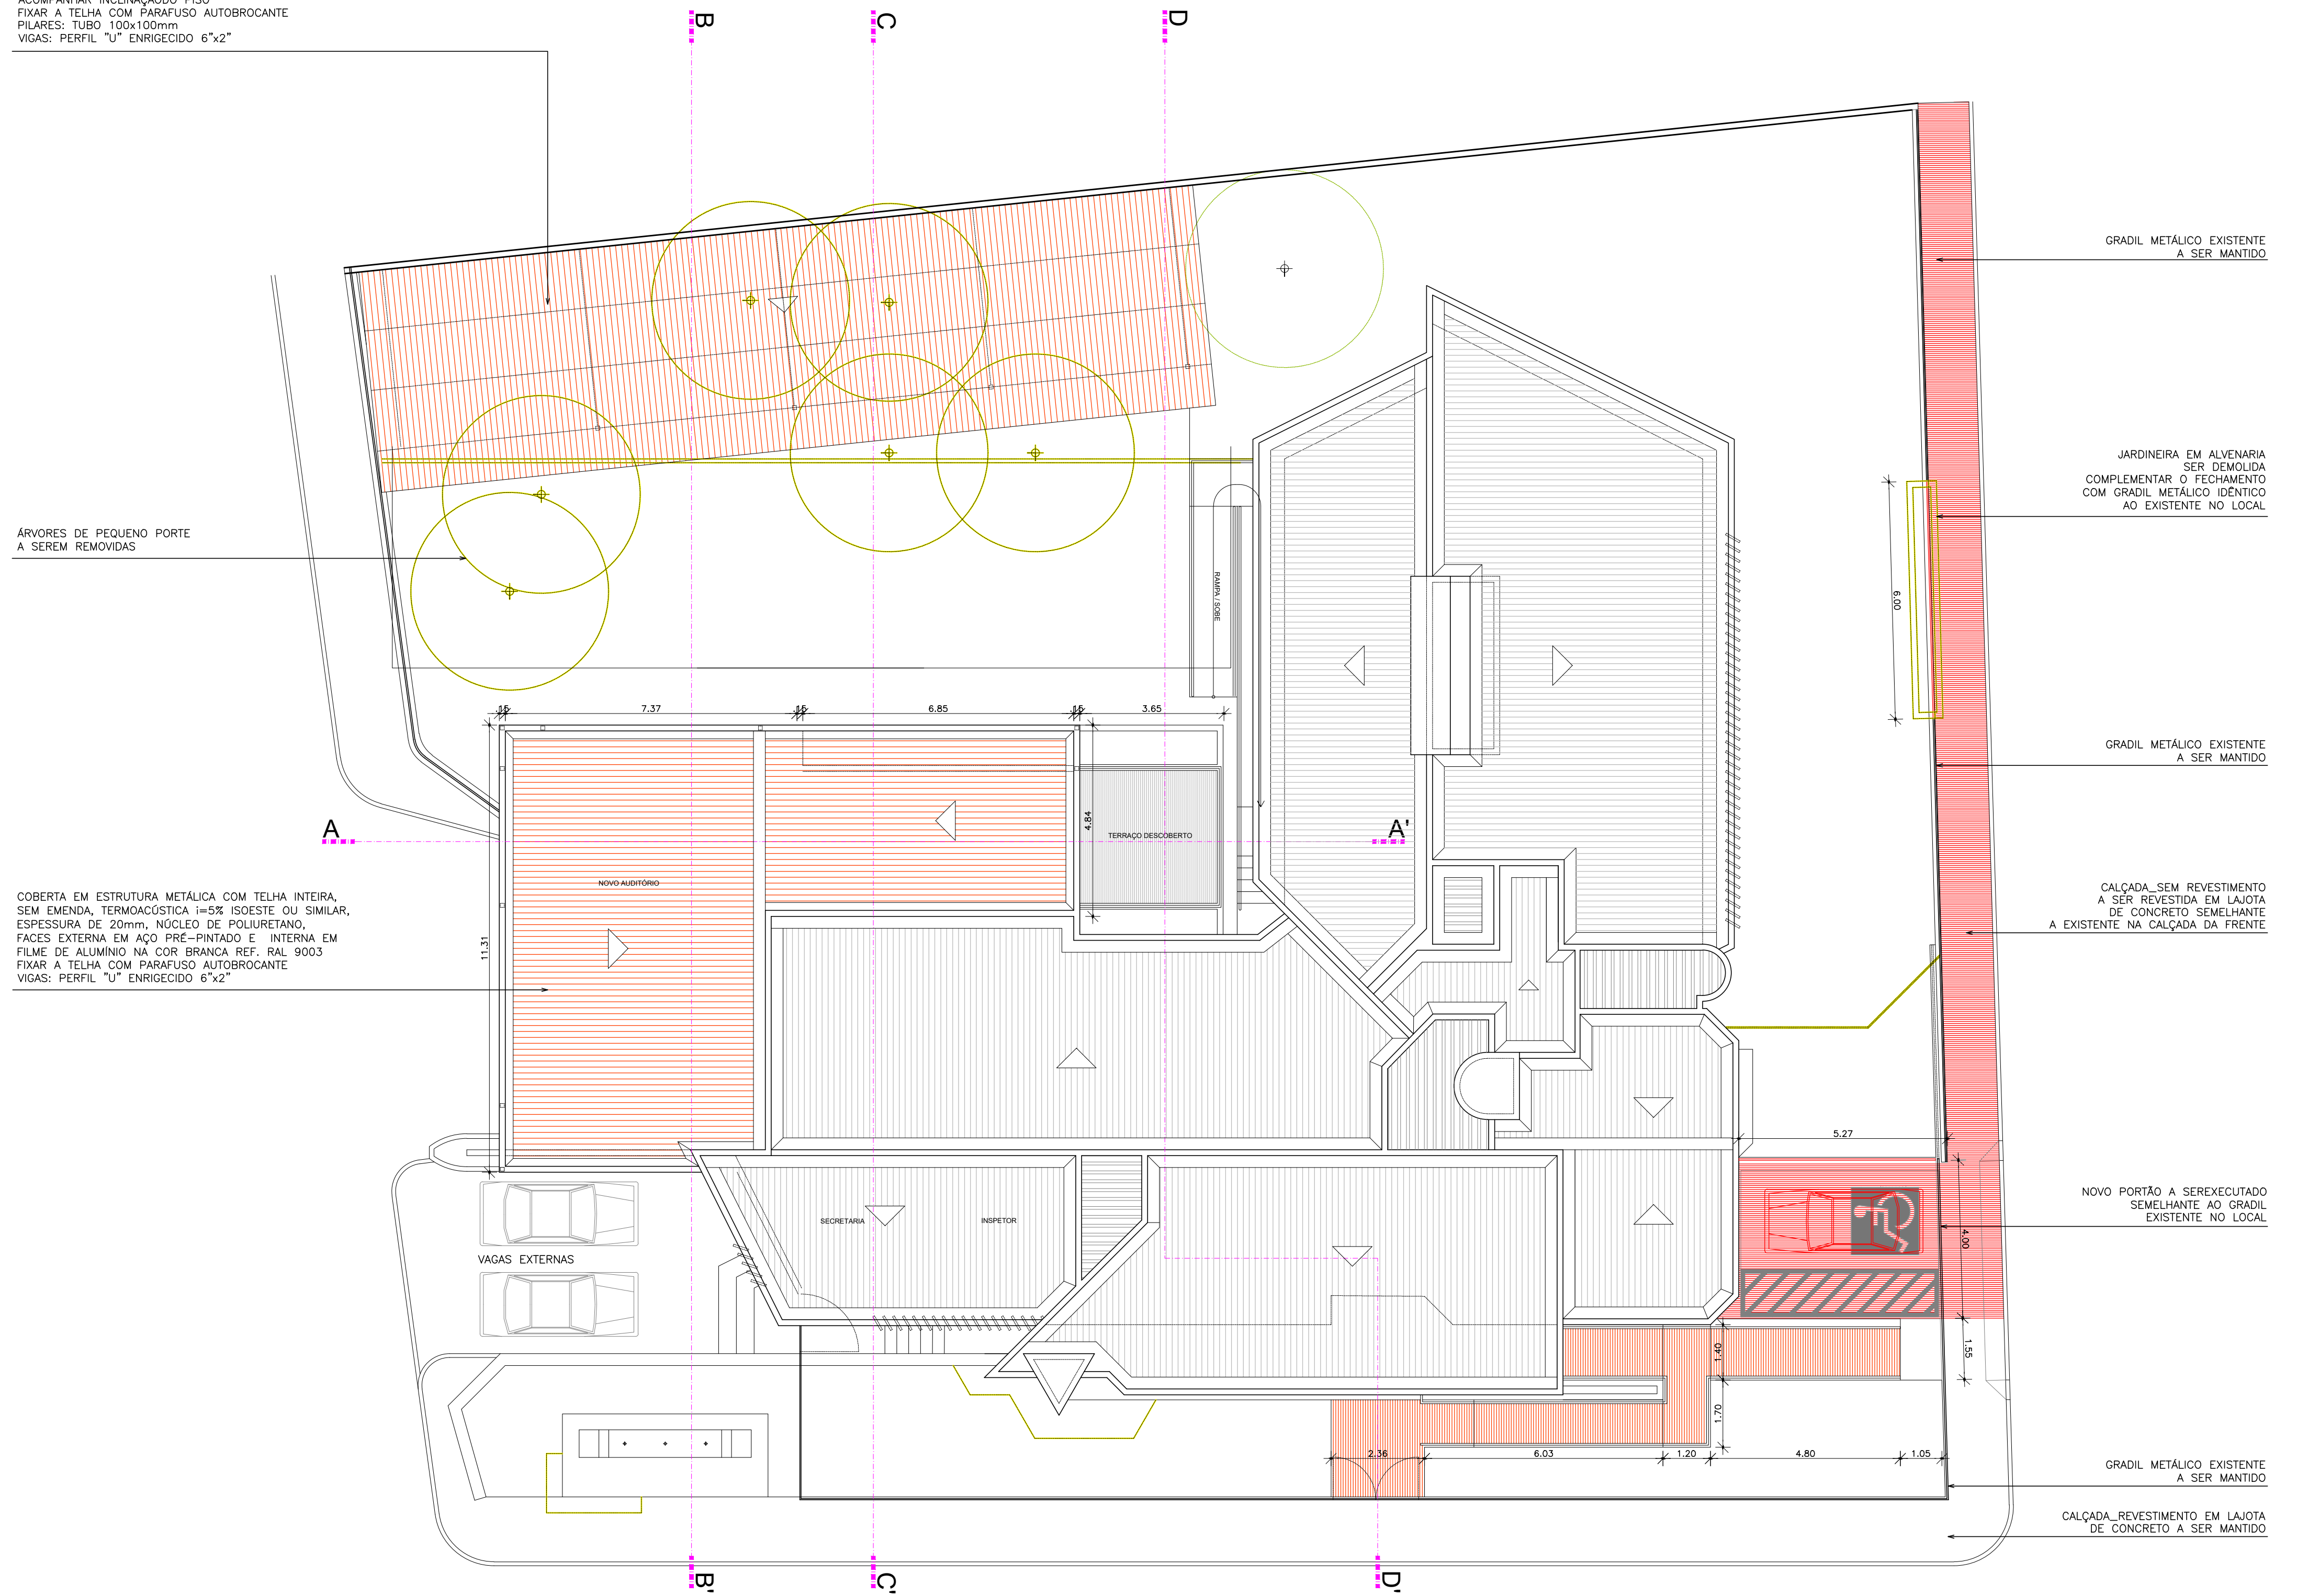 ACOMPANHAR INCLINAÇÃODO PISO
FIXAR A TELHA COM PARAFUSO AUTOBROCANTE
PILARES: TUBO 100x100mm
VIGAS: PERFIL "U" ENRIGECIDO 6"x2"
B
C
D
GRADIL METÁLICO EXISTENTE
A SER MANTIDO
JARDINEIRA EM ALVENARIA
SER DEMOLIDA
COMPLEMENTAR O FECHAMENTO
COM GRADIL METÁLICO IDÊNTICO
AO EXISTENTE NO LOCAL
6.00
ÁRVORES DE PEQUENO PORTE
A SEREM REMOVIDAS
RAMPA / SOBE
.15
7.37
.15
6.85
.15
3.65
GRADIL METÁLICO EXISTENTE
A SER MANTIDO
4.84
A
A'
TERRAÇO DESCOBERTO
NOVO AUDITÓRIO
11.31
COBERTA EM ESTRUTURA METÁLICA COM TELHA INTEIRA,
SEM EMENDA, TERMOACÚSTICA i=5% ISOESTE OU SIMILAR,
ESPESSURA DE 20mm, NÚCLEO DE POLIURETANO,
FACES EXTERNA EM AÇO PRÉ-PINTADO E INTERNA EM
FILME DE ALUMÍNIO NA COR BRANCA REF. RAL 9003
FIXAR A TELHA COM PARAFUSO AUTOBROCANTE
VIGAS: PERFIL "U" ENRIGECIDO 6"x2"
CALÇADA_SEM REVESTIMENTO
A SER REVESTIDA EM LAJOTA
DE CONCRETO SEMELHANTE
A EXISTENTE NA CALÇADA DA FRENTE
5.27
NOVO PORTÃO A SEREXECUTADO
SEMELHANTE AO GRADIL
EXISTENTE NO LOCAL
4.00
SECRETARIA
INSPETOR
VAGAS EXTERNAS
1.40
1.55
1.70
2.36
6.03
1.20
4.80
1.05
GRADIL METÁLICO EXISTENTE
A SER MANTIDO
CALÇADA_REVESTIMENTO EM LAJOTA
DE CONCRETO A SER MANTIDO
B'
C'
D'